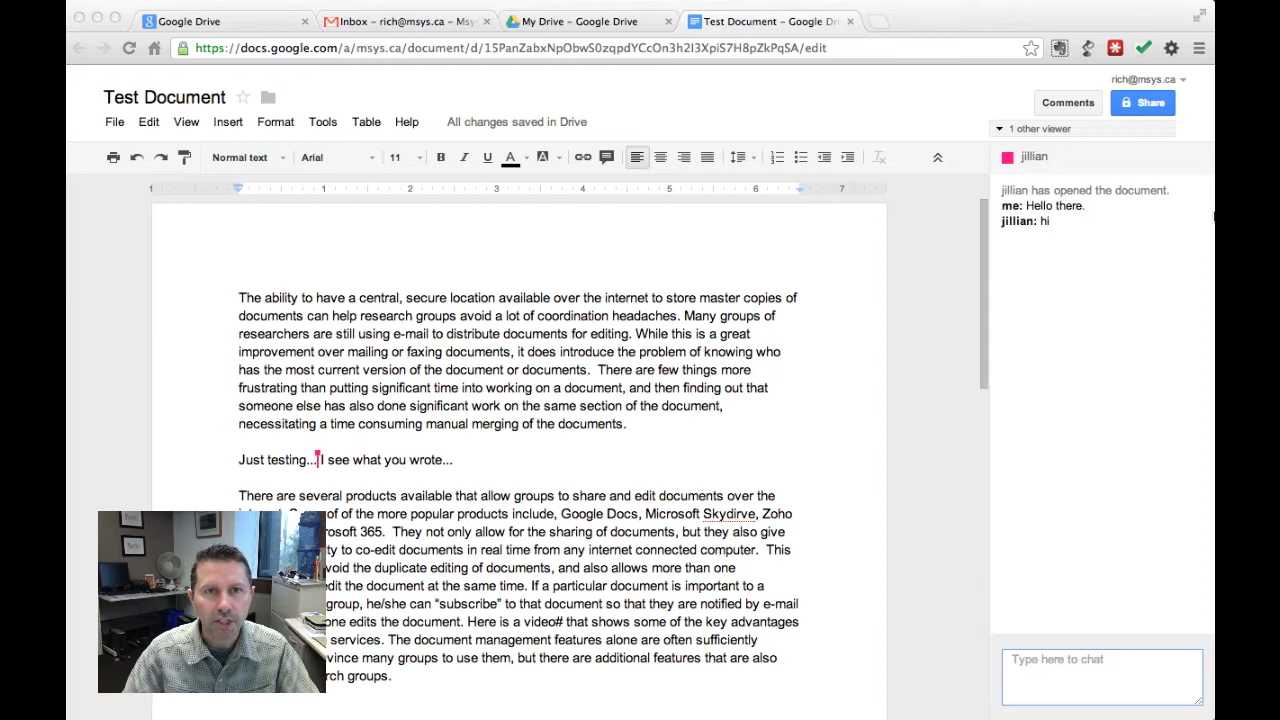 Google Drive
Inbox – rich@msys.ca – Msy
My Drive – Google Drive
Test Document – Google Dri
https://docs.google.com/a/msys.ca/document/d/15PanZabxNpObwS0zqpdYCcOn3h2I3XpiS7H8pZkPqSA/edit
rich@msys.ca
Test Document
Comments
Share
File Edit View Insert Format Tools Table Help All changes saved in Drive
1 other viewer
Normal text Arial 11 B I U A A
jillian
1 1 2 3 4 5 6 7
jillian has opened the document.
me: Hello there.
jillian: hi
The ability to have a central, secure location available over the internet to store master copies of
documents can help research groups avoid a lot of coordination headaches. Many groups of
researchers are still using e-mail to distribute documents for editing. While this is a great
improvement over mailing or faxing documents, it does introduce the problem of knowing who
has the most current version of the document or documents.  There are few things more
frustrating than putting significant time into working on a document, and then finding out that
someone else has also done significant work on the same section of the document,
necessitating a time consuming manual merging of the documents.
Just testing... I see what you wrote...
There are several products available that allow groups to share and edit documents over the
of of the more popular products include, Google Docs, Microsoft Skydirve, Zoho
rosoft 365.  They not only allow for the sharing of documents, but they also give
ty to co-edit documents in real time from any internet connected computer.  This
void the duplicate editing of documents, and also allows more than one
edit the document at the same time. If a particular document is important to a
group, he/she can “subscribe” to that document so that they are notified by e-mail
one edits the document. Here is a video# that shows some of the key advantages
services. The document management features alone are often sufficiently
vince many groups to use them, but there are additional features that are also
rch groups.
Type here to chat